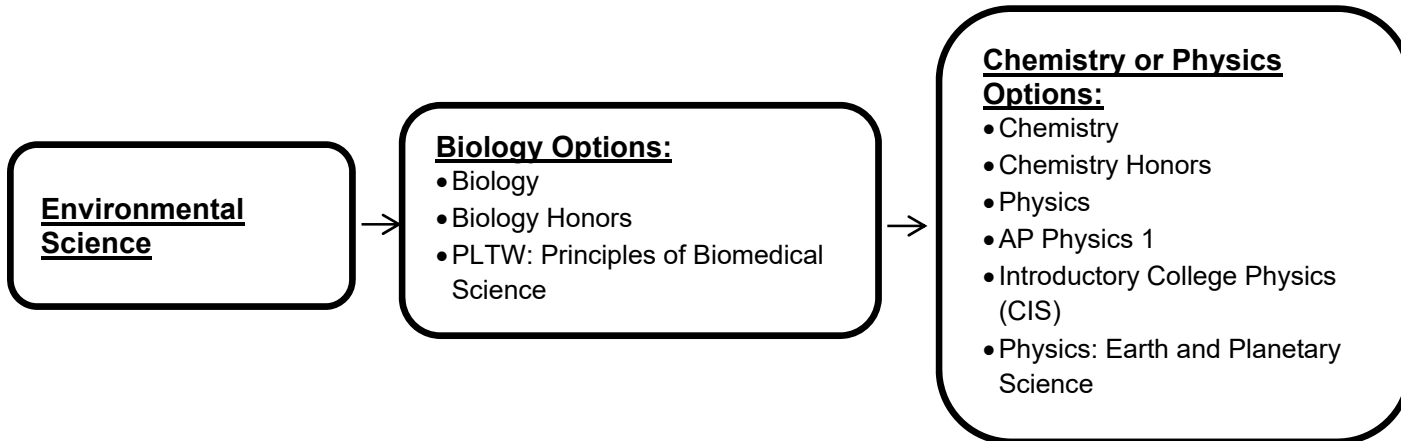 Environmental
Science
Biology Options:
• Biology
• Biology Honors
• PLTW: Principles of Biomedical
Science
Chemistry or Physics
Options:
• Chemistry
• Chemistry Honors
• Physics
• AP Physics 1
• Introductory College Physics
(CIS)
• Physics: Earth and Planetary
Science